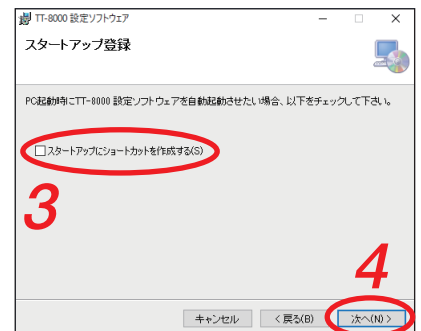 TT-8000 設定ソフトウェア
スタートアップ登録
PC起動時にTT-8000 設定ソフトウェアを自動起動させたい場合、以下をチェックして下さい。
スタートアップにショートカットを作成する(S)
3
4
キャンセル <戻る(B) 次へ(N)>